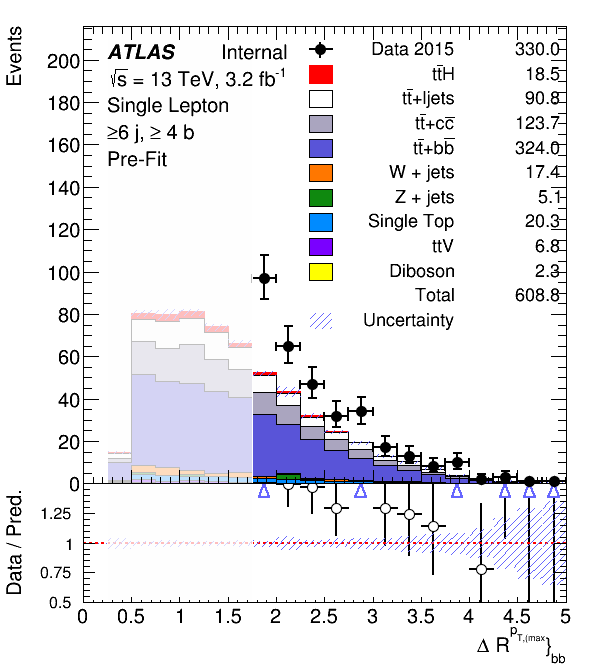 Events
ATLAS Internal
√s = 13 TeV, 3.2 fb-1
Single Lepton
≥6 j, ≥ 4 b
Pre-Fit
Data 2015 330.0
tt̅H 18.5
tt̅+ljets 90.8
tt̅+cc̅ 123.7
tt̅+bb̅ 324.0
W + jets 17.4
Z + jets 5.1
Single Top 20.3
ttV 6.8
Diboson 2.3
Total 608.8
Uncertainty
200
180
160
140
120
100
80
60
40
20
0
Data / Pred.
1.25
1
0.75
0.5
0 0.5 1 1.5 2 2.5 3 3.5 4 4.5 5
Δ R^{p_{T,(max}}}_{bb}